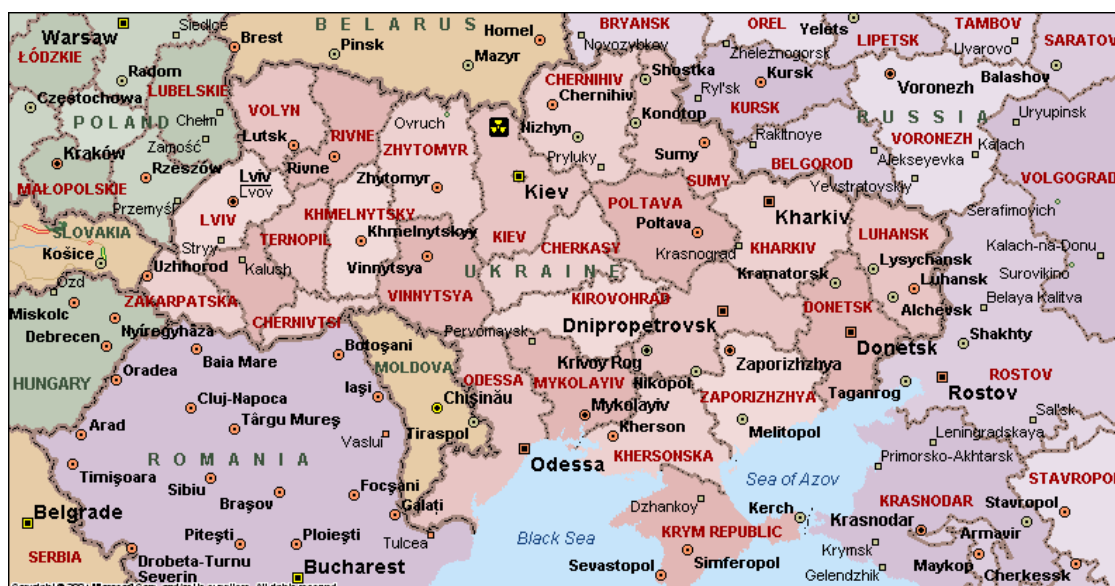 BELARUS
BRYANSK
OREL
Yelets
TAMBOV
Warsaw
Siedlce
Brest
Pinsk
Homel
Novozybkov
Zheleznogorsk
LIPETSK
Uvarovo
SARATOV
ŁÓDZKIE
Radom
Mazyr
CHERNIHIV
Shostka
Kursk
Voronezh
Balashov
LUBELSKIE
Chernihiv
Ryl'sk
KURSK
Częstochowa
VOLYN
Ovruch
Konotop
RUSSIA
Uryupinsk
POLAND
Chełm
Lutsk
RIVNE
ZHYTOMYR
Nizhyn
Rakitnoye
VORONEZH
Zamość
Sumy
Alekseyevka
Kalach
Kraków
Rzeszów
Rivne
Pryluky
BELGOROD
MAŁOPOLSKIE
Lviv
Lvov
Zhytomyr
Kiev
SUMY
Yevstratovskiy
VOLGOGRAD
Przemyśl
LVIV
KHMELNYTSKY
POLTAVA
Kharkiv
Serafimovich
SLOVAKIA
TERNOPIL
Khmelnytskyy
KIEV
CHERKASY
Poltava
LUHANSK
Stryy
Krasnograd
KHARKIV
Kalach-na-Donu
Košice
Kalush
Vinnytsya
UKRAINE
Kramatorsk
Lysychansk
Surovikino
Uzhhorod
Luhansk
Ozd
ZAKARPATSKA
VINNYTSYA
KIROVOHRAD
DONETSK
Belaya Kalitva
Miskolc
Nyíregyháza
CHERNIVTSI
Pervomaysk
Dnipropetrovsk
Alchevsk
Debrecen
Botoşani
Donetsk
Shakhty
Baia Mare
MOLDOVA
Krivoy Rog
Zaporizhzhya
HUNGARY
Oradea
Iaşi
ODESSA
MYKOLAYIV
Nikopol
Taganrog
ROSTOV
Cluj-Napoca
Chişinău
ZAPORIZHZHYA
Rostov
Arad
Târgu Mureş
Tiraspol
Mykolayiv
Sal'sk
Vaslui
Kherson
Melitopol
Leningradskaya
ROMANIA
Odessa
KHERSONSKA
Timişoara
Primorsko-Akhtarsk
Sibiu
Focşani
Sea of Azov
STAVROPOL
Braşov
Dzhankoy
KRASNODAR
Stavropol
Belgrade
Galaţi
Kerch
Krasnodar
Piteşti
Ploieşti
Tulcea
Black Sea
KRYM REPUBLIC
Armavir
SERBIA
Drobeta-Turnu
Severin
Bucharest
Simferopol
Krymsk
Maykop
Sevastopol
Gelendzhik
Cherkessk